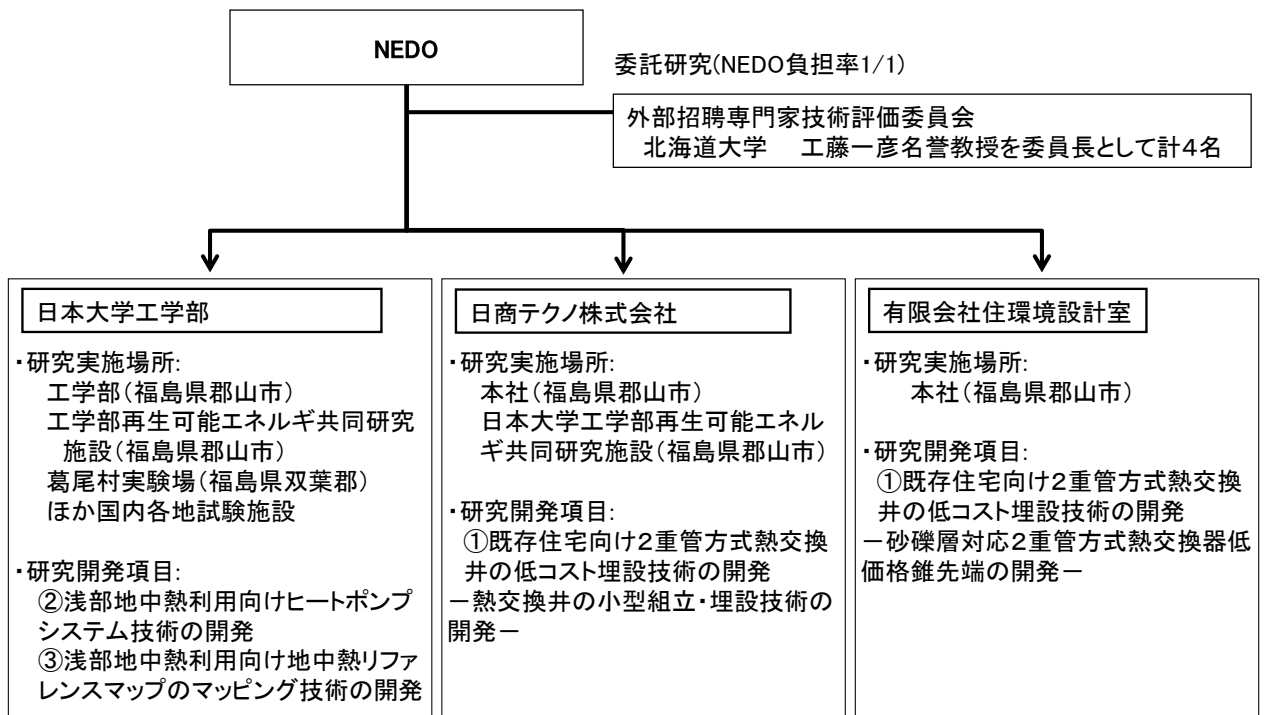 NEDO
委託研究(NEDO負担率1/1)
外部招聘専門家技術評価委員会
北海道大学　工藤一彦名誉教授を委員長として計4名
日本大学工学部
・研究実施場所:
工学部(福島県郡山市)
工学部再生可能エネルギ共同研究
施設(福島県郡山市)
葛尾村実験場(福島県双葉郡)
ほか国内各地試験施設
・研究開発項目:
②浅部地中熱利用向けヒートポンプ
システム技術の開発
③浅部地中熱利用向け地中熱リファ
レンスマップのマッピング技術の開発
日商テクノ株式会社
・研究実施場所:
本社(福島県郡山市)
日本大学工学部再生可能エネル
ギ共同研究施設(福島県郡山市)
・研究開発項目:
①既存住宅向け2重管方式熱交換
井の低コスト埋設技術の開発
－熱交換井の小型組立・埋設技術の
開発－
有限会社住環境設計室
・研究実施場所:
本社(福島県郡山市)
・研究開発項目:
①既存住宅向け2重管方式熱交換
井の低コスト埋設技術の開発
－砂礫層対応2重管方式熱交換器低
価格錐先端の開発－